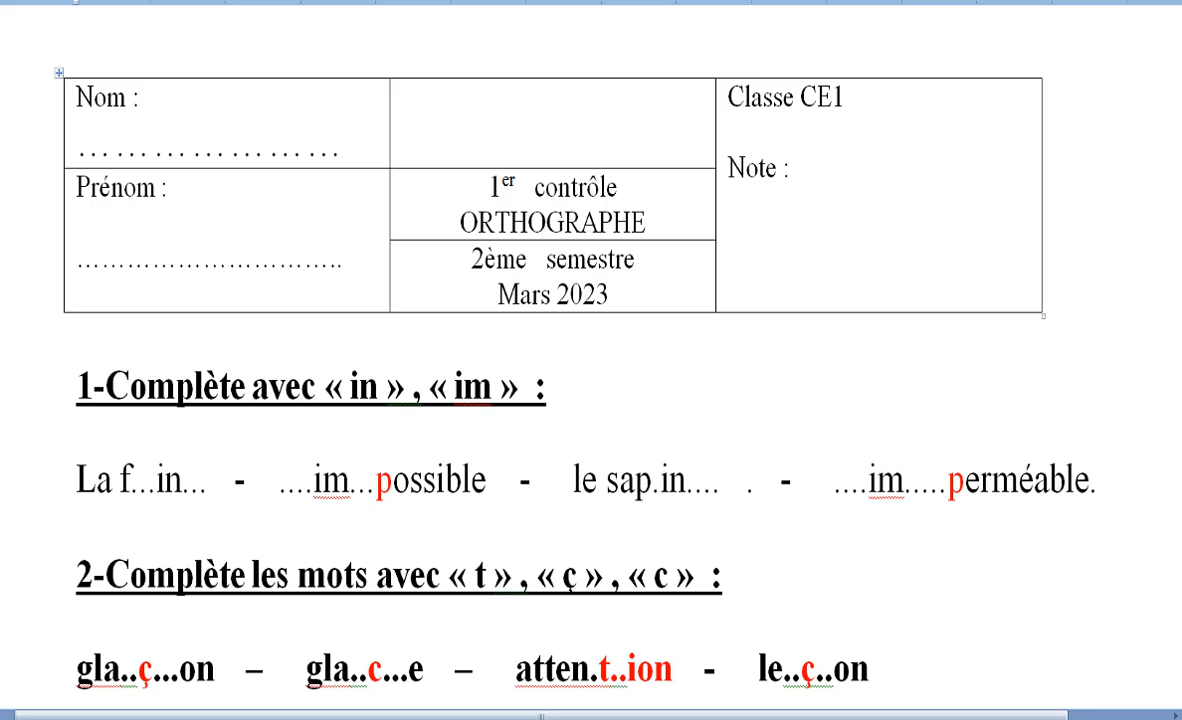 Nom :
…………………
Prénom :
…………………………..
1er contrôle
ORTHOGRAPHE
2ème semestre
Mars 2023
Classe CE1
Note :
1-Complète avec « in » , « im » :
La f...in... - ....im...possible - le sap.in.... . - ....im.....perméable.
2-Complète les mots avec « t » , « ç » , « c » :
gla..ç...on – gla..c...e – atten.t..ion - le..ç..on